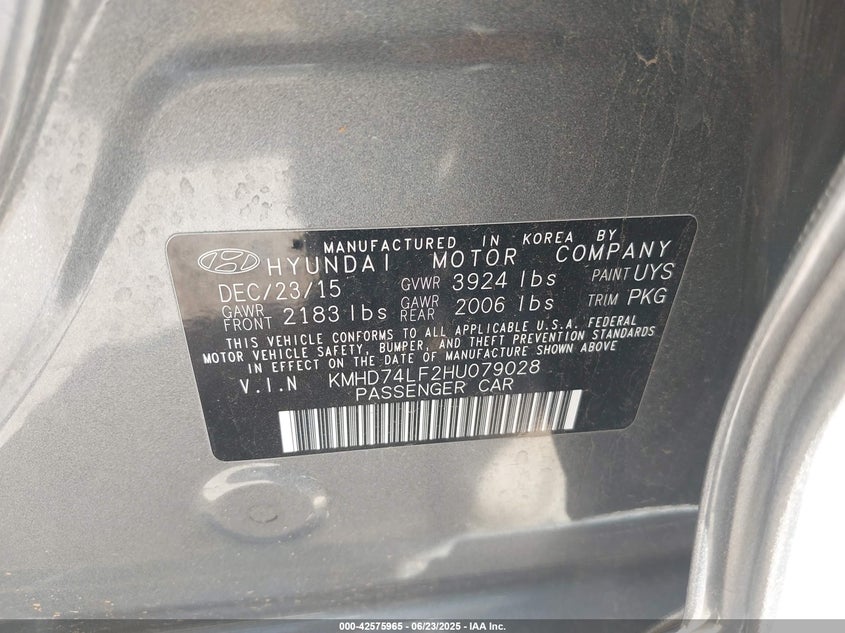 MANUFACTURED IN KOREA BY
HYUNDAI MOTOR COMPANY
DEC/23/15 GVWR 3924 lbs PAINT UYS
GAWR FRONT 2183 lbs GAWR REAR 2006 lbs TRIM PKG
THIS VEHICLE CONFORMS TO ALL APPLICABLE U.S.A. FEDERAL
MOTOR VEHICLE SAFETY, BUMPER, AND THEFT PREVENTION STANDARDS
IN EFFECT ON THE DATE OF MANUFACTURE SHOWN ABOVE
V.I.N KMHD74LF2HU079028
PASSENGER CAR
000-42575965 - 06/23/2025 - IAA Inc.